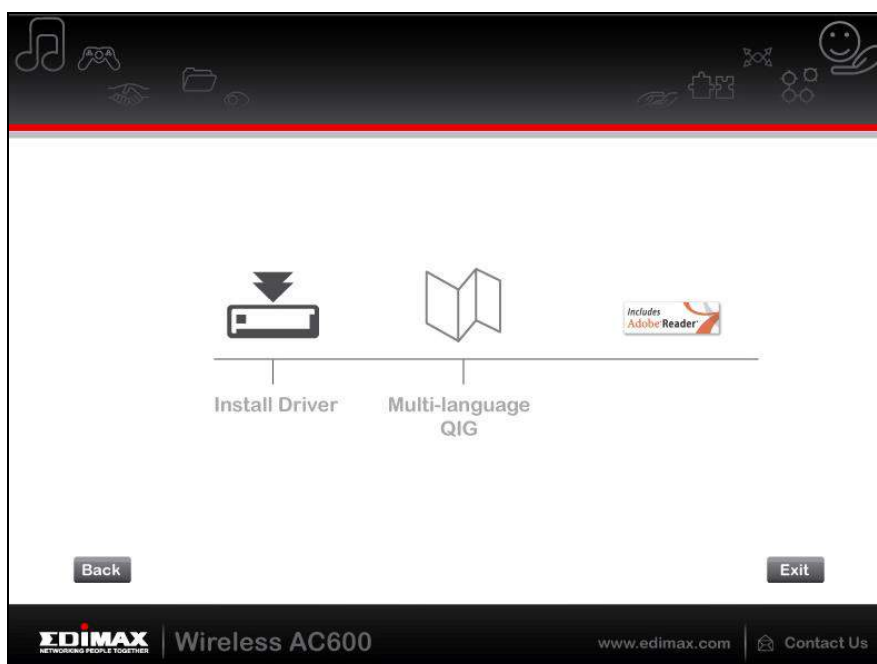 Includes
Adobe Reader
Install Driver
Multi-language
QIG
Back
Exit
EDIMAX
NETWORKING PEOPLE TOGETHER
Wireless AC600
www.edimax.com
Contact Us